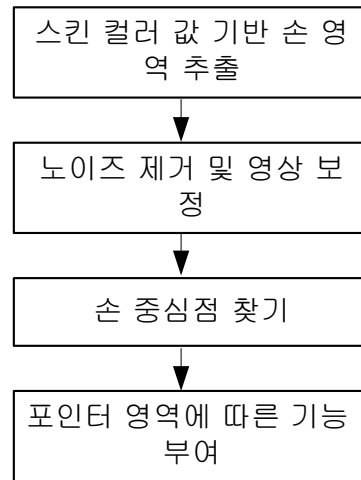 스킨 컬러 값 기반 손 영
역 추출
노이즈 제거 및 영상 보
정
손 중심점 찾기
포인터 영역에 따른 기능
부여